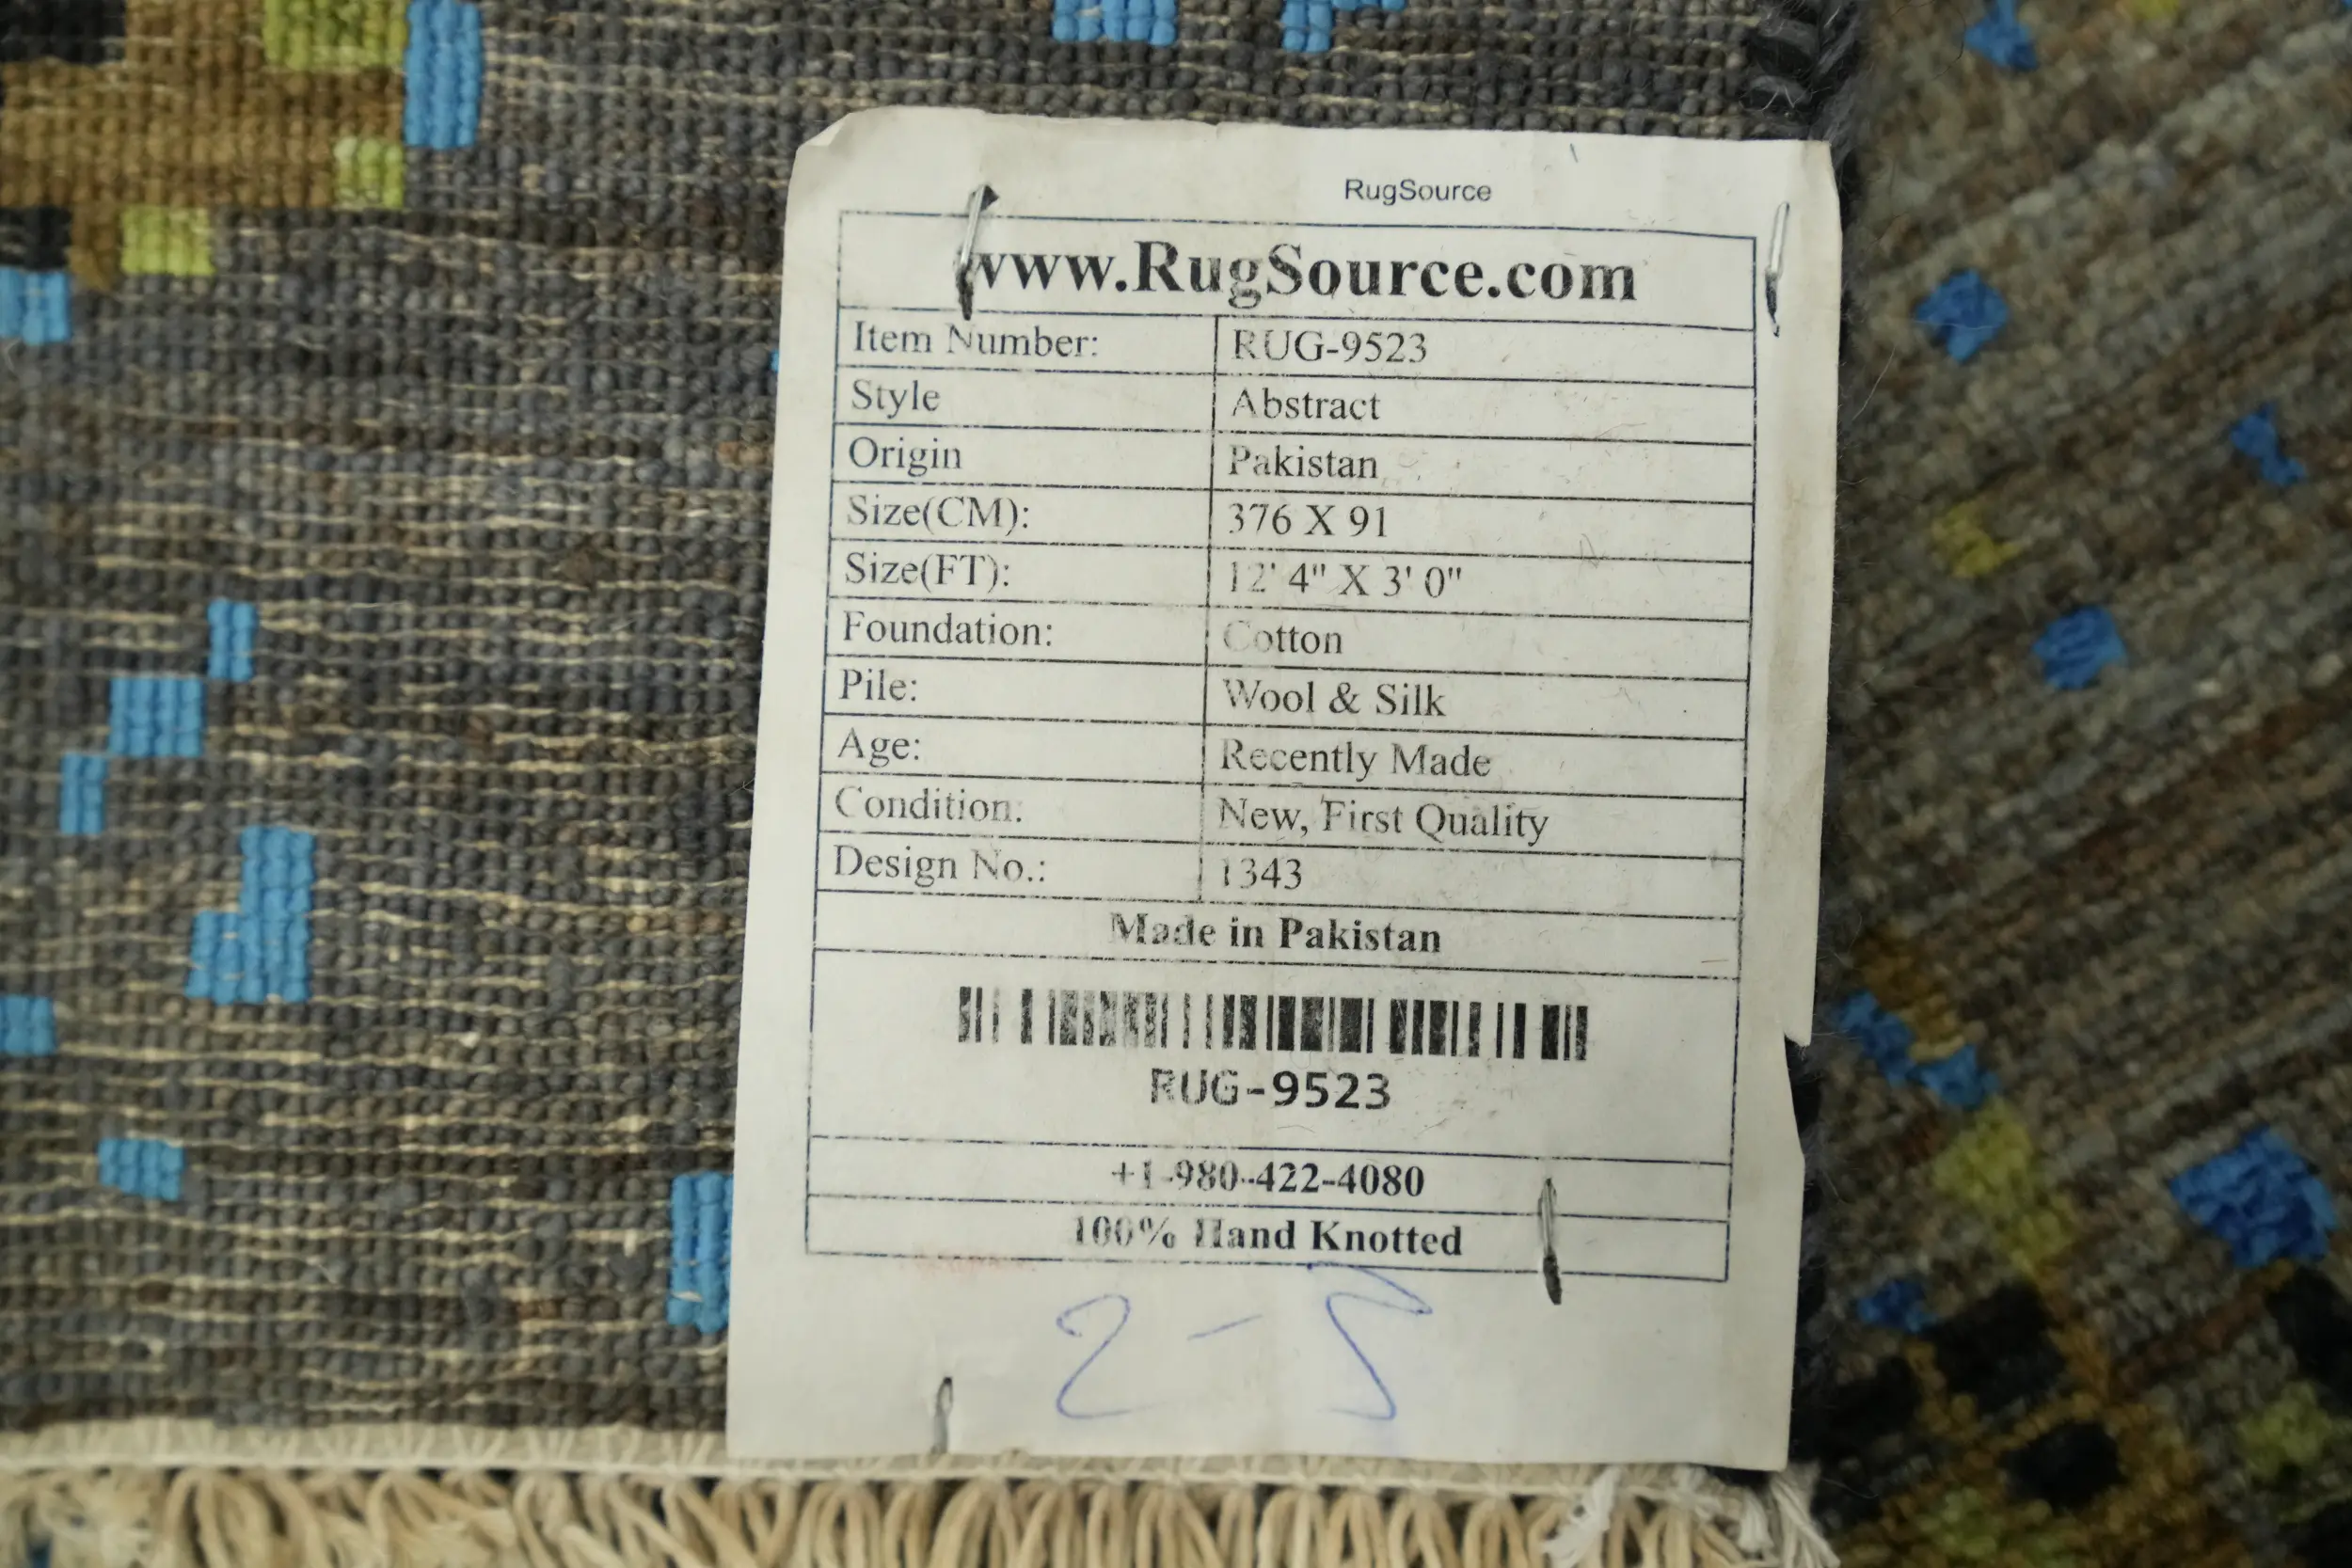 RugSource
www.RugSource.com
Item Number: RUG-9523
Style Abstract
Origin Pakistan
Size(CM): 376 X 91
Size(FT): 12' 4" X 3' 0"
Foundation: Cotton
Pile: Wool & Silk
Age: Recently Made
Condition: New, First Quality
Design No.: 1343
Made in Pakistan
RUG-9523
+1-980-422-4080
100% Hand Knotted